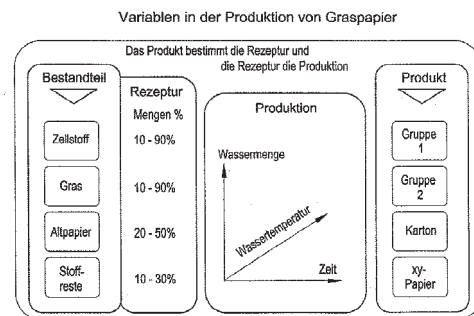 Variablen in der Produktion von Graspapier
Das Produkt bestimmt die Rezeptur und
die Rezeptur die Produktion
Bestandteil
Rezeptur
Mengen %
Zellstoff
10 - 90%
Gras
10 - 90%
Altpapier
20 - 50%
Stoff-
reste
10 - 30%
Produktion
Wassermenge
Wassertemperatur
Zeit
Produkt
Gruppe
1
Gruppe
2
Karton
xy-
Papier